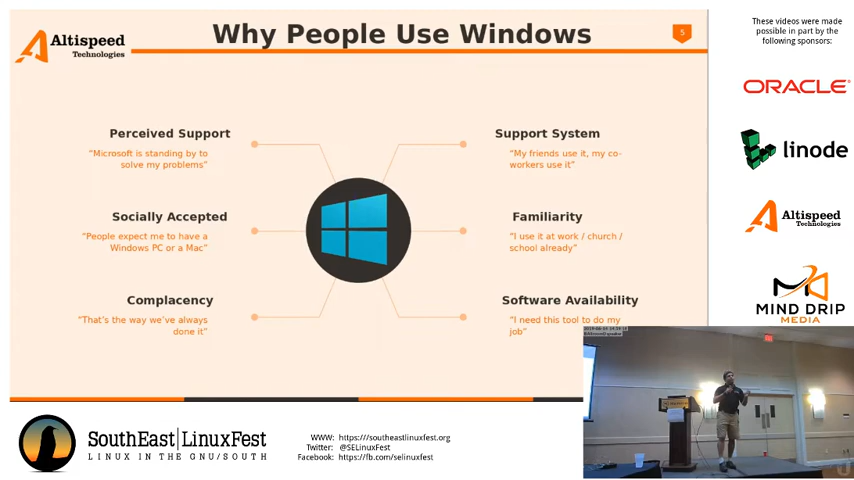 Altispeed
Technologies
Why People Use Windows
5
Perceived Support
“Microsoft is standing by to
solve my problems”
Socially Accepted
“People expect me to have a
Windows PC or a Mac”
Complacency
“That’s the way we’ve always
done it”
Support System
“My friends use it, my co-
workers use it”
Familiarity
“I use it at work / church /
school already”
Software Availability
“I need this tool to do my
job”
These videos were made
possible in part by the
following sponsors:
ORACLE®
linode
Altispeed
Technologies
MIND DRIP
MEDIA
SouthEast|LinuxFest
LINUX IN THE GNU/SOUTH
WWW: https://southeastlinuxfest.org
Twitter: @SELinuxFest
Facebook: https://fb.com/selinuxfest